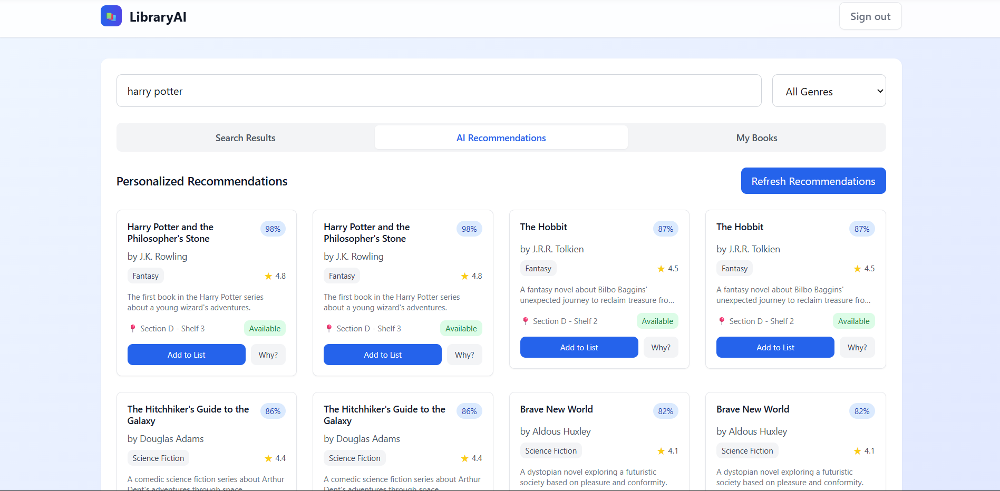 LibraryAI
Sign out
harry potter
All Genres
Search Results
AI Recommendations
My Books
Personalized Recommendations
Refresh Recommendations
Harry Potter and the
Philosopher's Stone
98%
by J.K. Rowling
Fantasy
4.8
The first book in the Harry Potter series
about a young wizard's adventures.
Section D - Shelf 3
Available
Add to List
Why?
Harry Potter and the
Philosopher's Stone
98%
by J.K. Rowling
Fantasy
4.8
The first book in the Harry Potter series
about a young wizard's adventures.
Section D - Shelf 3
Available
Add to List
Why?
The Hobbit
87%
by J.R.R. Tolkien
Fantasy
4.5
A fantasy novel about Bilbo Baggins'
unexpected journey to reclaim treasure fro...
Section D - Shelf 2
Available
Add to List
Why?
The Hobbit
87%
by J.R.R. Tolkien
Fantasy
4.5
A fantasy novel about Bilbo Baggins'
unexpected journey to reclaim treasure fro...
Section D - Shelf 2
Available
Add to List
Why?
The Hitchhiker's Guide to the
Galaxy
86%
by Douglas Adams
Science Fiction
4.4
A comedic science fiction series about Arthur
Dent's adventures through space
The Hitchhiker's Guide to the
Galaxy
86%
by Douglas Adams
Science Fiction
4.4
A comedic science fiction series about Arthur
Dent's adventures through space
Brave New World
82%
by Aldous Huxley
Science Fiction
4.1
A dystopian novel exploring a futuristic
society based on pleasure and conformity.
Brave New World
82%
by Aldous Huxley
Science Fiction
4.1
A dystopian novel exploring a futuristic
society based on pleasure and conformity.